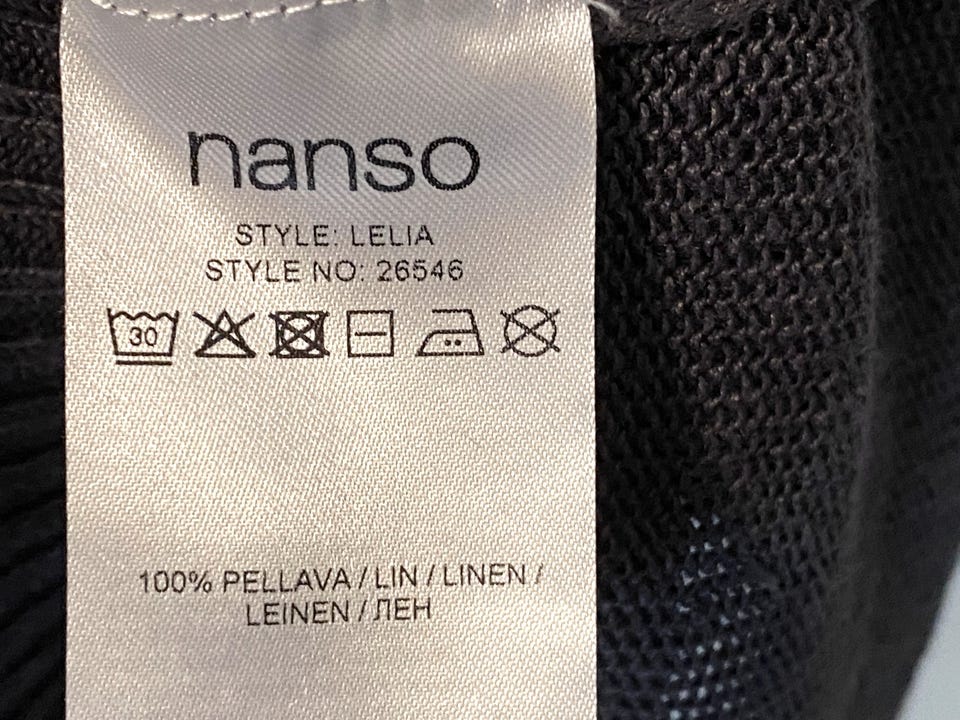 nanso
STYLE: LELIA
STYLE NO: 26546
30
100% PELLAVA / LIN / LINEN /
LEINEN / ЛЕН